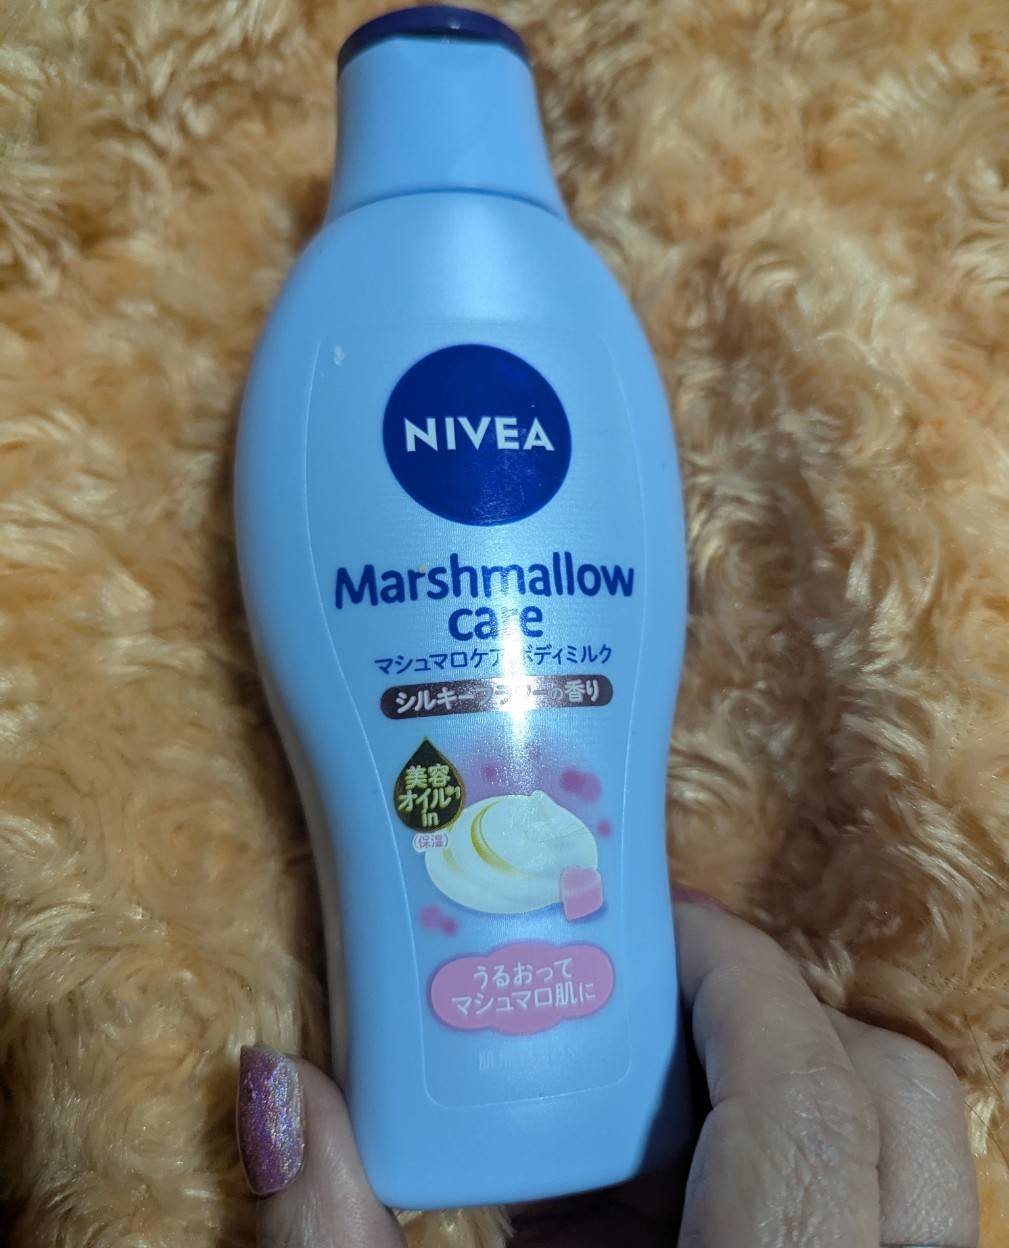 NIVEA
Marshmallow
care
マシュマロケア ボディミルク
シルキーフラワーの香り
美容
オイル*1
in
(保湿)
うるおって
マシュマロ肌に